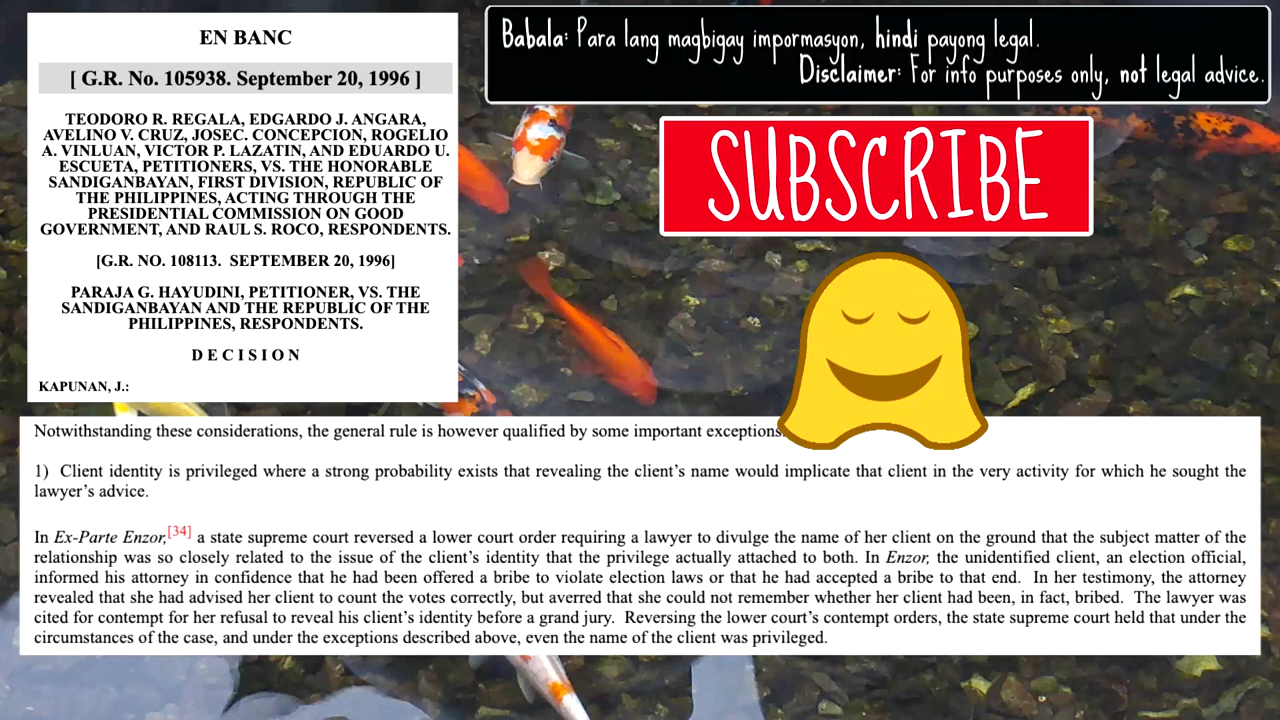 EN BANC
[ G.R. No. 105938. September 20, 1996 ]
TEODORO R. REGALA, EDGARDO J. ANGARA,
AVELINO V. CRUZ, JOSEC. CONCEPCION, ROGELIO
A. VINLUAN, VICTOR P. LAZATIN, AND EDUARDO U.
ESCUETA, PETITIONERS, VS. THE HONORABLE
SANDIGANBAYAN, FIRST DIVISION, REPUBLIC OF
THE PHILIPPINES, ACTING THROUGH THE
PRESIDENTIAL COMMISSION ON GOOD
GOVERNMENT, AND RAUL S. ROCO, RESPONDENTS.
[G.R. NO. 108113. SEPTEMBER 20, 1996]
PARAJA G. HAYUDINI, PETITIONER, VS. THE
SANDIGANBAYAN AND THE REPUBLIC OF THE
PHILIPPINES, RESPONDENTS.
D E C I S I O N
KAPUNAN, J.:
Babala: Para lang magbigay impormasyon, hindi payong legal.
Disclaimer: For info purposes only, not legal advice.
SUBSCRIBE
Notwithstanding these considerations, the general rule is however qualified by some important exceptions.
1) Client identity is privileged where a strong probability exists that revealing the client's name would implicate that client in the very activity for which he sought the
lawyer's advice.
In Ex-Parte Enzor,[34] a state supreme court reversed a lower court order requiring a lawyer to divulge the name of her client on the ground that the subject matter of the
relationship was so closely related to the issue of the client's identity that the privilege actually attached to both. In Enzor, the unidentified client, an election official,
informed his attorney in confidence that he had been offered a bribe to violate election laws or that he had accepted a bribe to that end. In her testimony, the attorney
revealed that she had advised her client to count the votes correctly, but averred that she could not remember whether her client had been, in fact, bribed. The lawyer was
cited for contempt for her refusal to reveal his client's identity before a grand jury. Reversing the lower court's contempt orders, the state supreme court held that under the
circumstances of the case, and under the exceptions described above, even the name of the client was privileged.